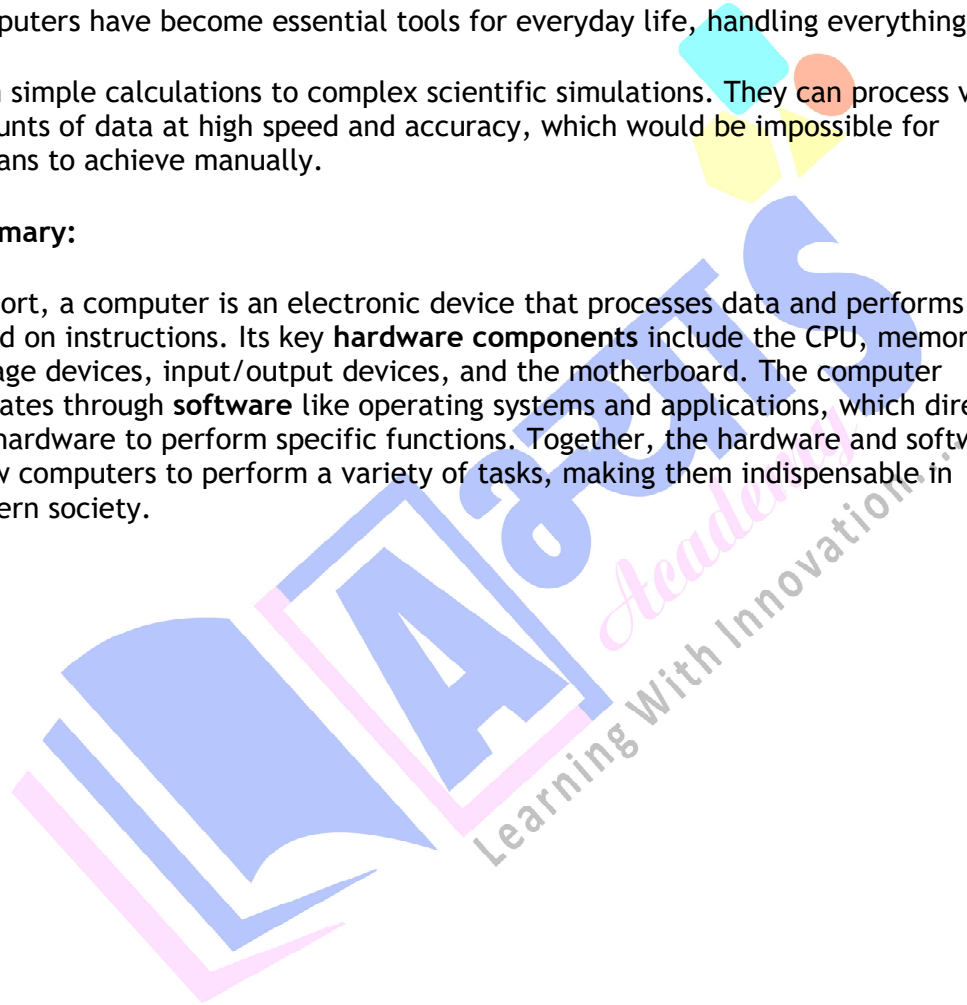 puters have become essential tools for everyday life, handling everything
simple calculations to complex scientific simulations. They can process v
unts of data at high speed and accuracy, which would be impossible for
ans to achieve manually.
mary:
ort, a computer is an electronic device that processes data and performs
d on instructions. Its key hardware components include the CPU, memor
age devices, input/output devices, and the motherboard. The computer
ates through software like operating systems and applications, which dire
hardware to perform specific functions. Together, the hardware and softw
w computers to perform a variety of tasks, making them indispensable in
ern society.
A
Academy
Learning With Innovation...